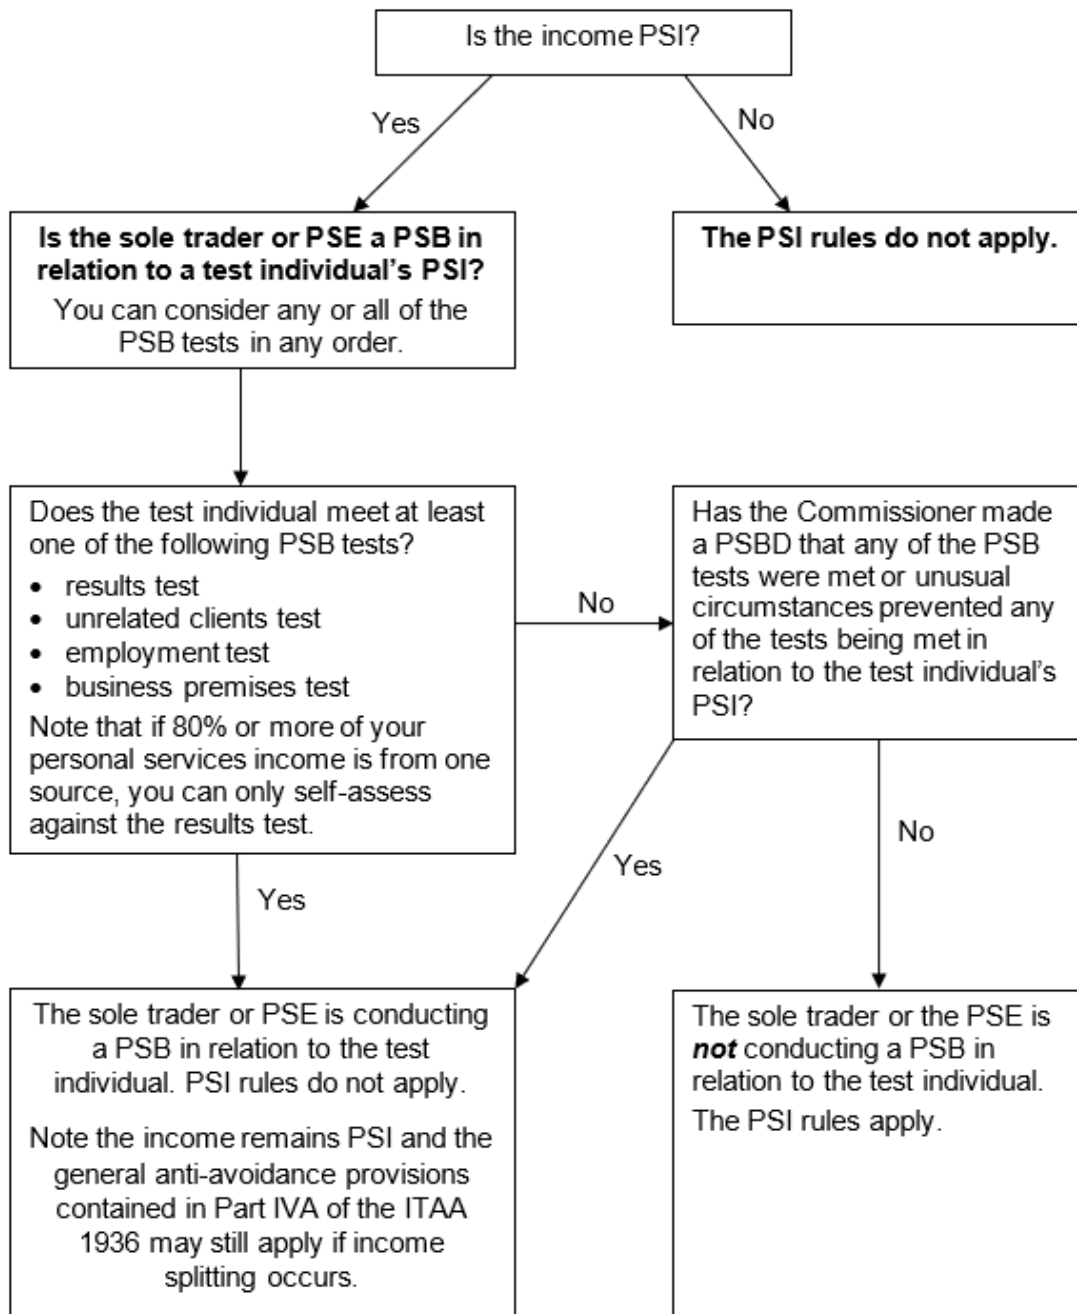 Is the income PSI?
Yes
No
Is the sole trader or PSE a PSB in
relation to a test individual's PSI?
You can consider any or all of the
PSB tests in any order.
The PSI rules do not apply.
Does the test individual meet at least
one of the following PSB tests?
• results test
• unrelated clients test
• employment test
• business premises test
Note that if 80% or more of your
personal services income is from one
source, you can only self-assess
against the results test.
No
Has the Commissioner made
a PSBD that any of the PSB
tests were met or unusual
circumstances prevented any
of the tests being met in
relation to the test individual's
PSI?
Yes
Yes
No
The sole trader or PSE is conducting
a PSB in relation to the test
individual. PSI rules do not apply.
Note the income remains PSI and the
general anti-avoidance provisions
contained in Part IVA of the ITAA
1936 may still apply if income
splitting occurs.
The sole trader or the PSE is
not conducting a PSB in
relation to the test individual.
The PSI rules apply.